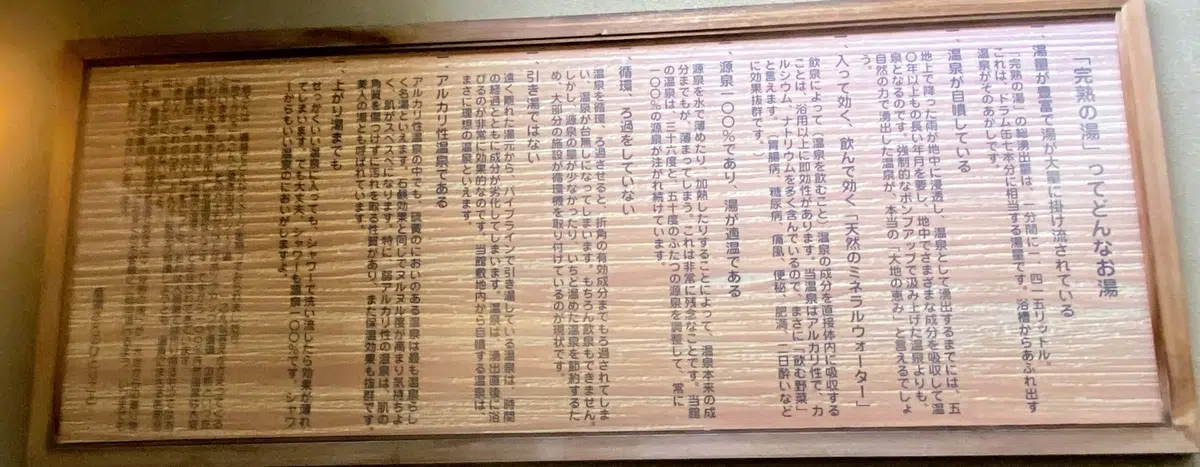 「完熟の湯」ってどんなお湯
一、湯量が豊富で湯が大量に掛け流されている
「完熟の湯」の総湧出量は、一分間に一、四一五リットル。
これは、ドラム缶七本分に相当する湯量です。浴槽からあふれ出す
温泉がそのあかしです。
一、温泉が自噴している
地上で降った雨が地中に浸透し、温泉として湧出するまでには、五
〇年以上もの長い年月を要し、地中でさまざまな成分を吸収して温
泉となるのです。強制的なポンプアップで汲み上げた温泉よりも、
自然の力で湧出した温泉が、本当の「大地の恵み」と言えるでしょ
う。
一、入って効く、飲んで効く「天然のミネラルウォーター」
飲泉によって(温泉を飲むこと)、温泉の成分を直接体内に吸収する
ことは、浴用以上に即効性があります。当温泉はアルカリ性で、カ
ルシウム、ナトリウムを多く含んでいるので、まさに「飲む野菜」
と言えます。(胃腸病、糖尿病、痛風、便秘、肥満、二日酔いなど
に効果抜群です。)
一、源泉一〇〇%であり、湯が適温である
源泉を水で薄めたり、加熱したりすることによって、温泉本来の成
分までもが、薄まってしまう。これは非常に残念なことです。当館
の温泉は、三十六度と、五十度のふたつの源泉を調整して、常に
一〇〇%の源泉が注がれ続けています。
一、循環、ろ過をしていない
温泉を循環、ろ過させると、折角の有効成分までもろ過されてしま
い、温泉が台無しになってしまいます。もちろん飲泉もできません。
しかし、源泉の量が少なかったり、いちど温めた温泉を節約するた
め、大部分の施設が循環機を取り付けているのが現状です。
一、引き湯ではない
遠く離れた湯元から、パイプラインで引き湯している温泉は、時間
の経過とともに成分が劣化してしまいます。温泉は、湧出直後に浴
びるのが非常に効果的なのです。当館敷地内から自噴する温泉は
まさに理想の温泉といえます。
一、アルカリ性温泉である
アルカリ性温泉の中でも、硫黄のにおいのある温泉は最も温泉らし
く名湯といえます。石鹸効果と同じでヌルヌル度が高まり気持ちよ
く、肌がスベスベになります。特に、弱アルカリ性の温泉は、肌の
角質を傷つけずに汚れを取る性質があり、また保温効果も抜群です。
美人の湯とも呼ばれています。
一、上がり湯までも
せっかくいい温泉に入っても、シャワーで洗い流したら効果が薄れ
てしまいます。でも大丈夫、シャワーも源泉一〇〇%です。シャワ
ーからもいい温泉のにおいがしますよ。